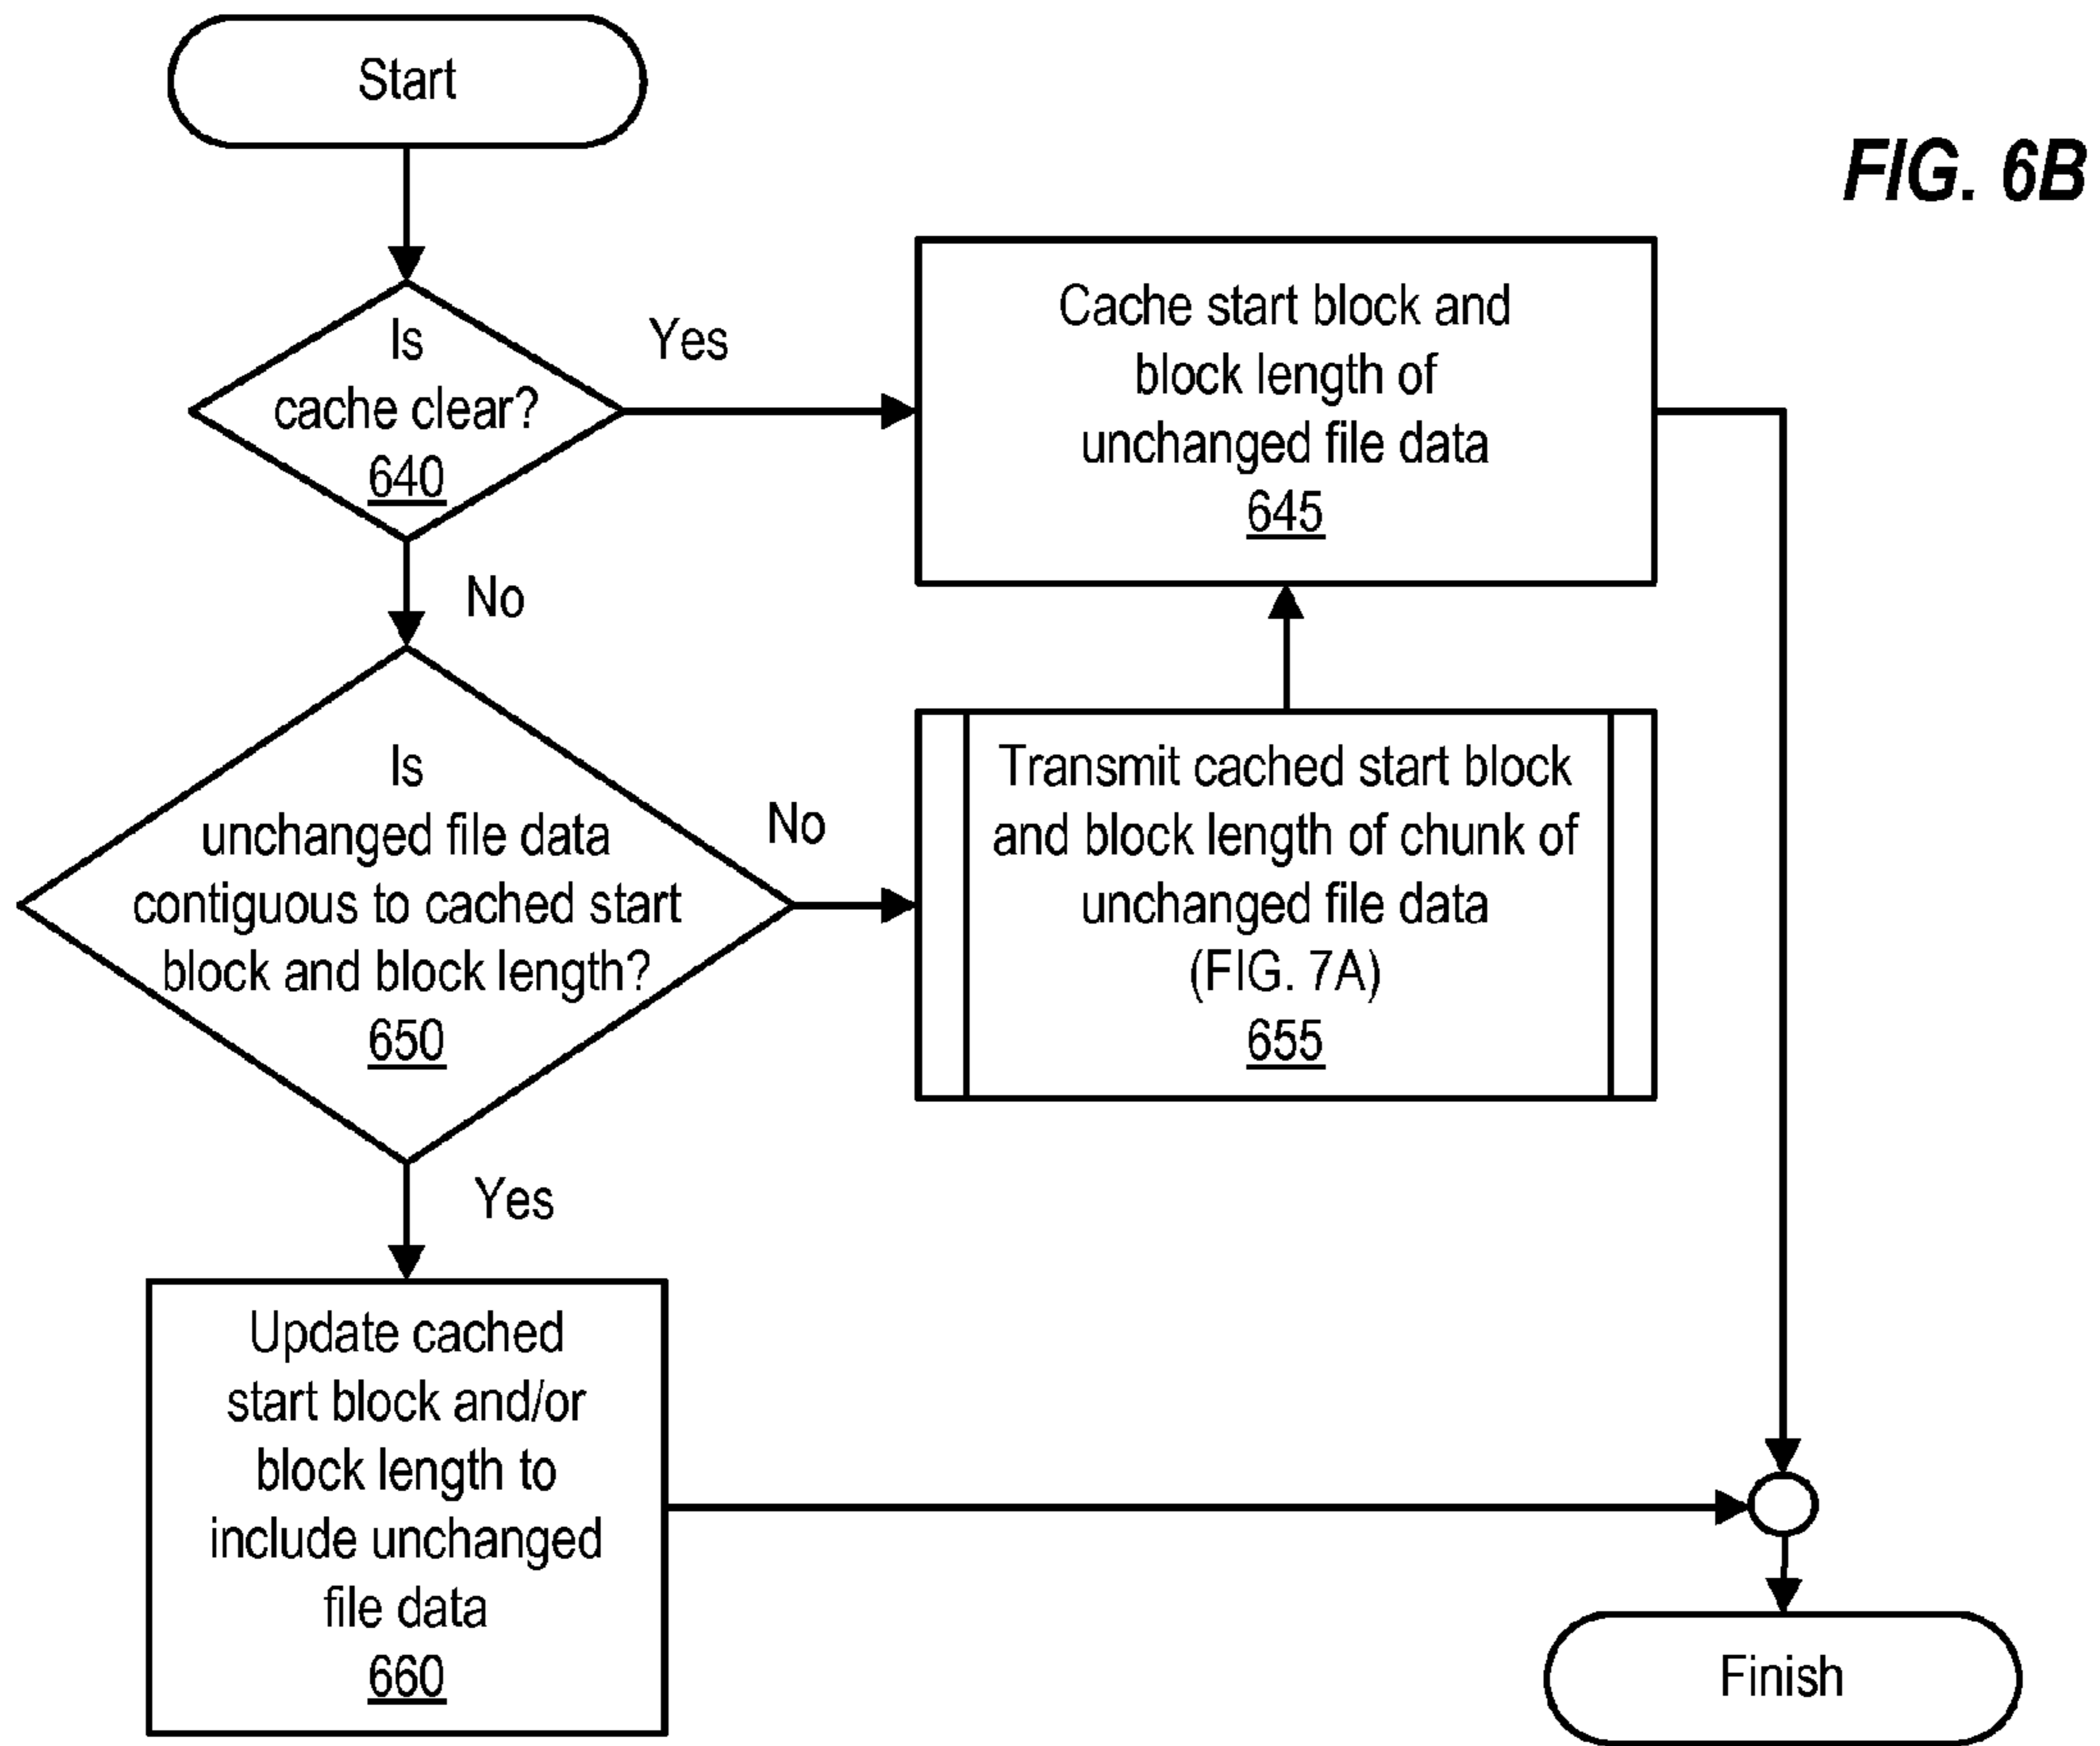 Start
FIG. 6B
Is
cache clear?
640
Yes
Cache start block and
block length of
unchanged file data
645
No
Is
unchanged file data
contiguous to cached start
block and block length?
650
No
Transmit cached start block
and block length of chunk of
unchanged file data
(FIG. 7A)
655
Yes
Update cached
start block and/or
block length to
include unchanged
file data
660
Finish